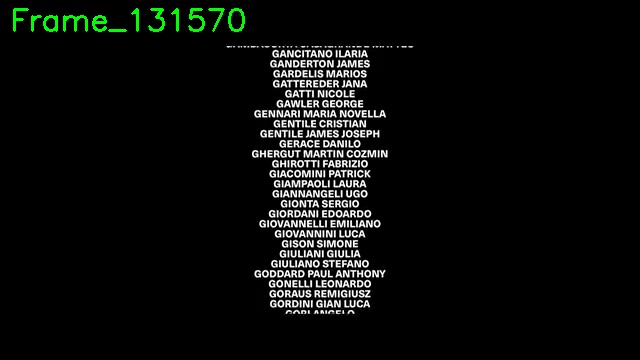 Frame_131570
GANCITANO ILARIA
GANDERTON JAMES
GARDELIS MARIOS
GATTEREDER JANA
GATTI NICOLE
GAWLER GEORGE
GENNARI MARIA NOVELLA
GENTILE CRISTIAN
GENTILE JAMES JOSEPH
GERACE DANILO
GHERGUT MARTIN COZMIN
GHIROTTI FABRIZIO
GIACOMINI PATRICK
GIAMPAOLI LAURA
GIANNANGELI UGO
GIONTA SERGIO
GIORDANI EDOARDO
GIOVANNELLI EMILIANO
GIOVANNINI LUCA
GISON SIMONE
GIULIANI GIULIA
GIULIANO STEFANO
GODDARD PAUL ANTHONY
GONELLI LEONARDO
GORAUS REMIGIUSZ
GORDINI GIAN LUCA